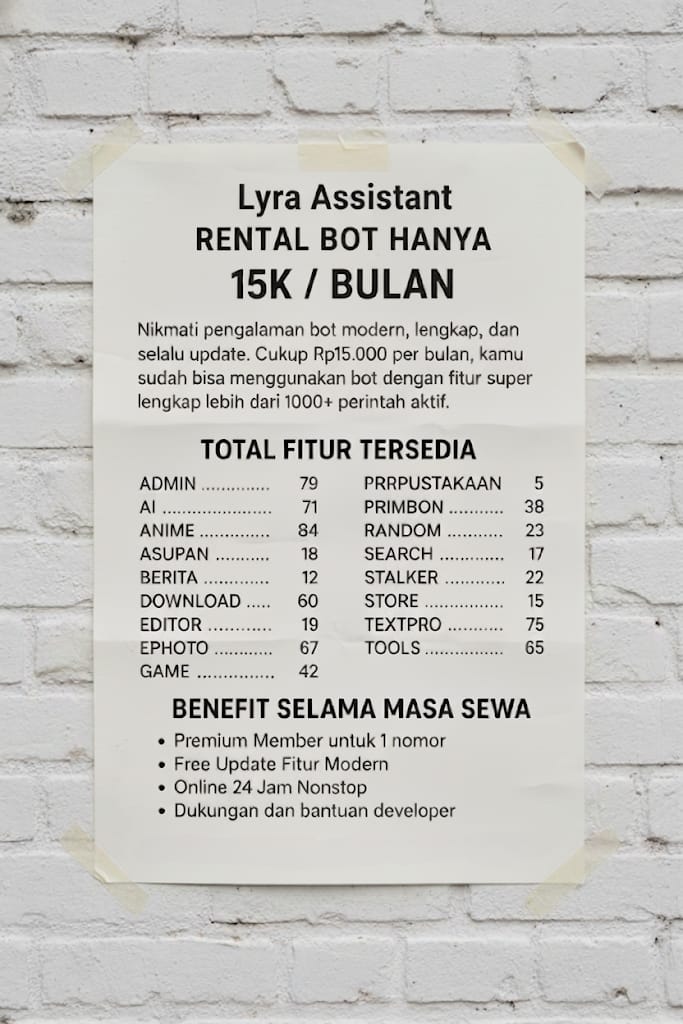 Lyra Assistant
RENTAL BOT HANYA
15K / BULAN
Nikmati pengalaman bot modern, lengkap, dan
selalu update. Cukup Rp15.000 per bulan, kamu
sudah bisa menggunakan bot dengan fitur super
lengkap lebih dari 1000+ perintah aktif.
TOTAL FITUR TERSEDIA
ADMIN ............. 79
AI ..................... 71
ANIME .............. 84
ASUPAN ........... 18
BERITA ............. 12
DOWNLOAD ..... 60
EDITOR ............ 19
EPHOTO ............ 67
GAME ............... 42
PRRPUSTAKAAN 5
PRIMBON ........... 38
RANDOM ........... 23
SEARCH ............. 17
STALKER ............ 22
STORE ................ 15
TEXTPRO ........... 75
TOOLS ................ 65
BENEFIT SELAMA MASA SEWA
• Premium Member untuk 1 nomor
• Free Update Fitur Modern
• Online 24 Jam Nonstop
• Dukungan dan bantuan developer